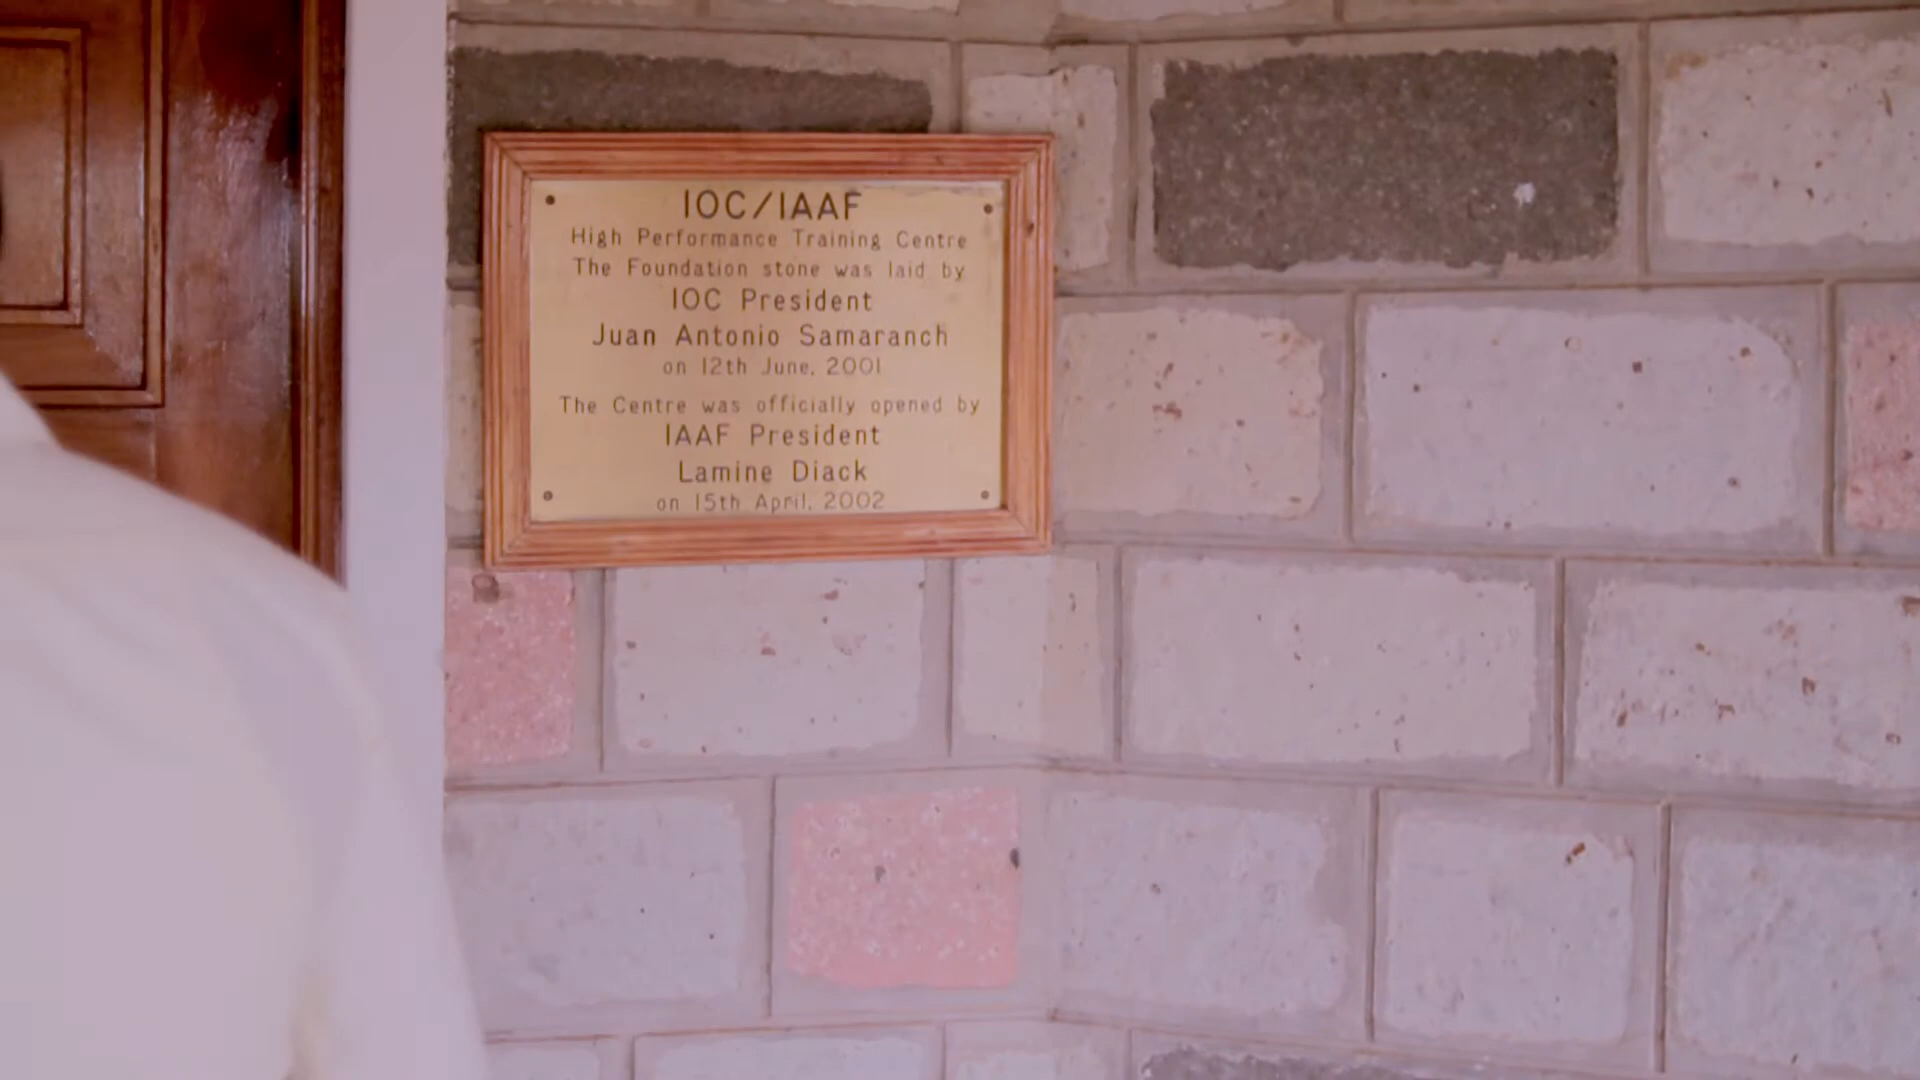 IOC/IAAF
High Performance Training Centre
The Foundation stone was laid by
IOC President
Juan Antonio Samaranch
on 12th June, 2001
The Centre was officially opened by
IAAF President
Lamine Diack
on 15th April, 2002